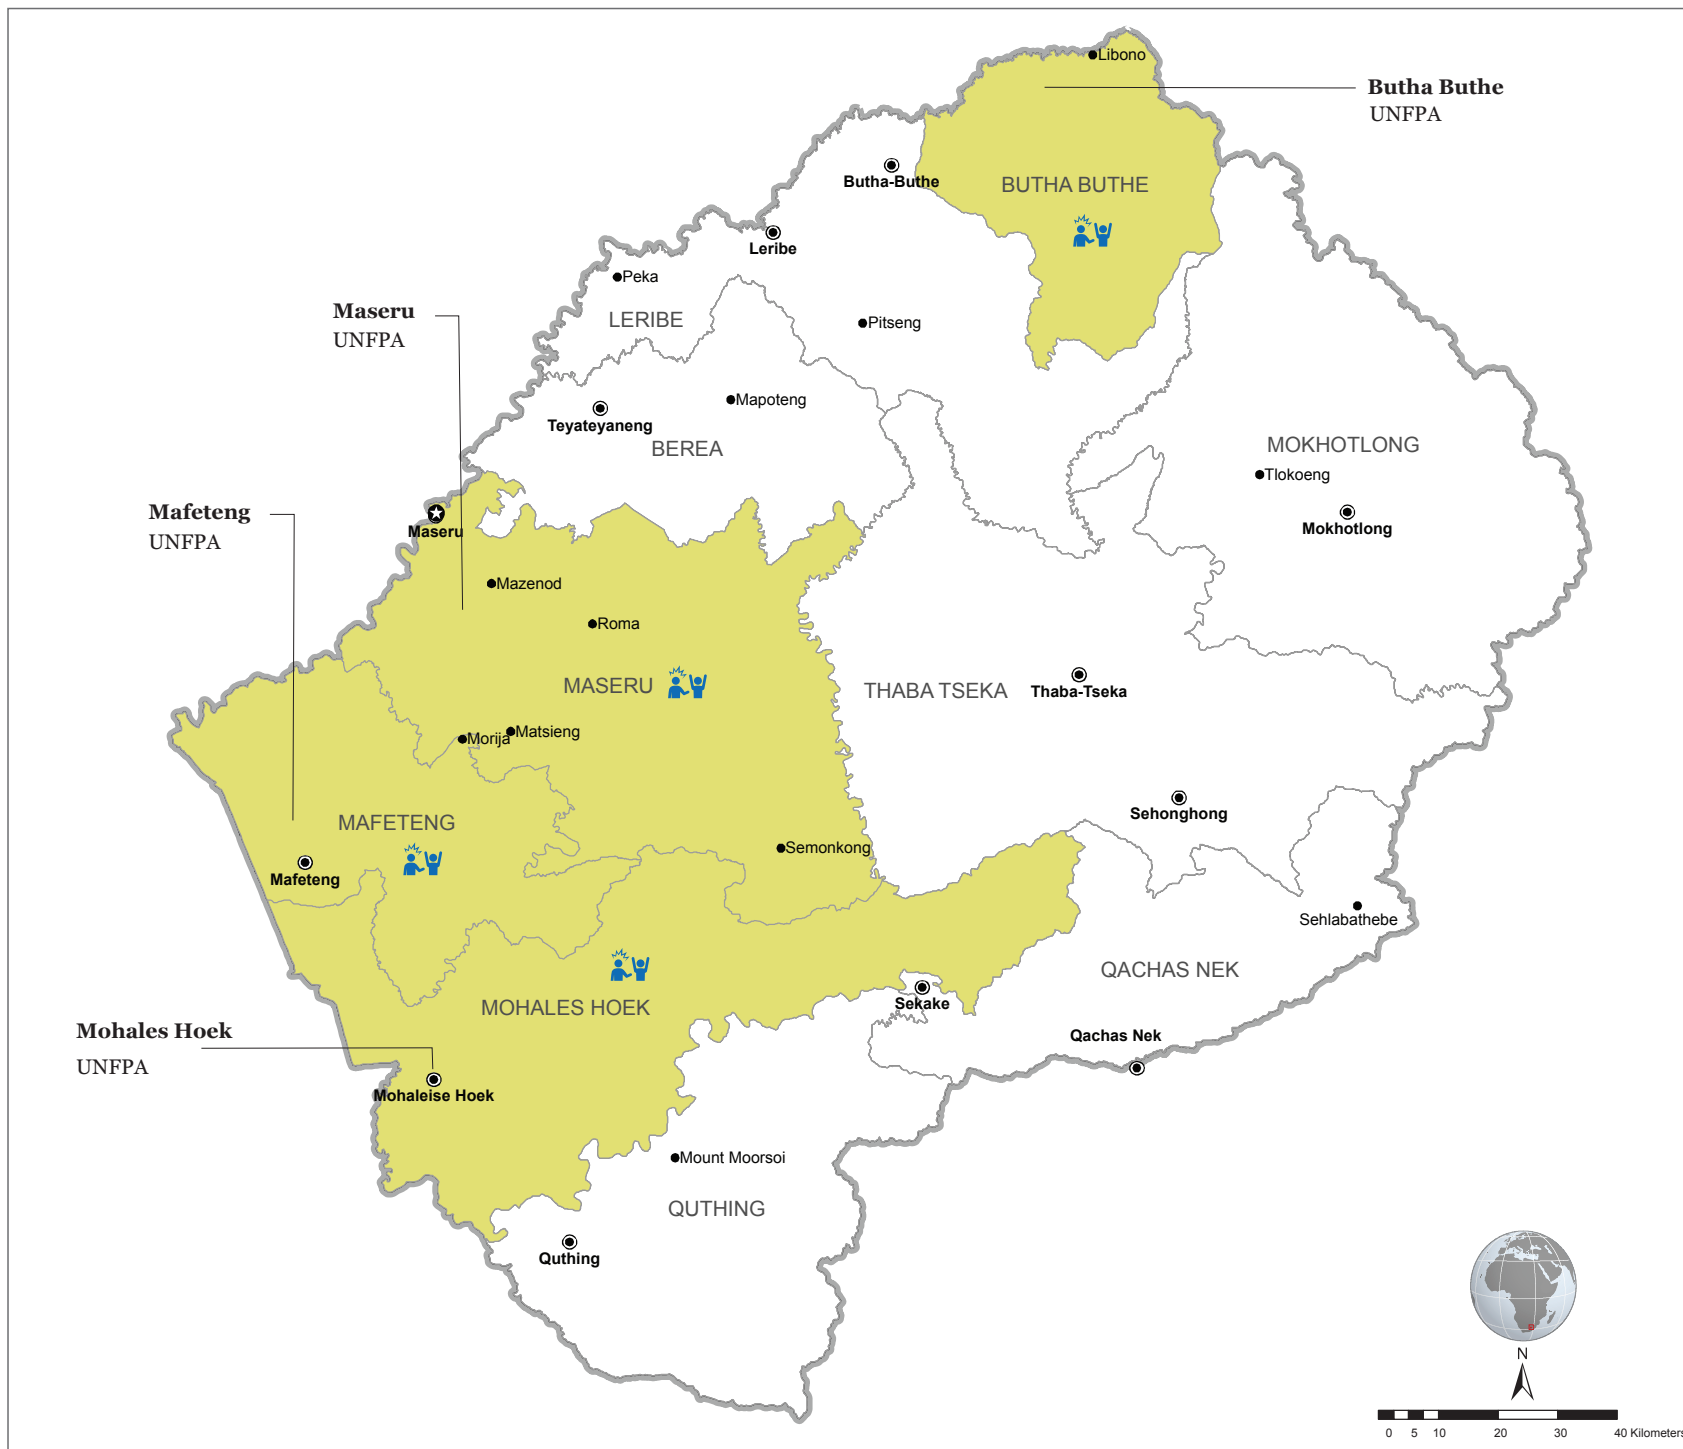 Libono
Butha Buthe
UNFPA
Butha-Buthe
BUTHA BUTHE
Leribe
Peka
Maseru
UNFPA
LERIBE
Pitseng
Mapoteng
Teyateyaneng
BEREA
MOKHOTLONG
Tlokoeng
Mokhotlong
Mafeteng
UNFPA
Maseru
Mazenod
Roma
MASERU
THABA TSEKA
Thaba-Tseka
Matsieng
Morija
Sehonghong
MAFETENG
Semonkong
Mafeteng
Sehlabathebe
QACHAS NEK
MOHALES HOEK
Sekake
Mohales Hoek
UNFPA
Qachas Nek
Mohaleise Hoek
Mount Moorsoi
QUTHING
Quthing
N
0 5 10 20 30 40 Kilometers